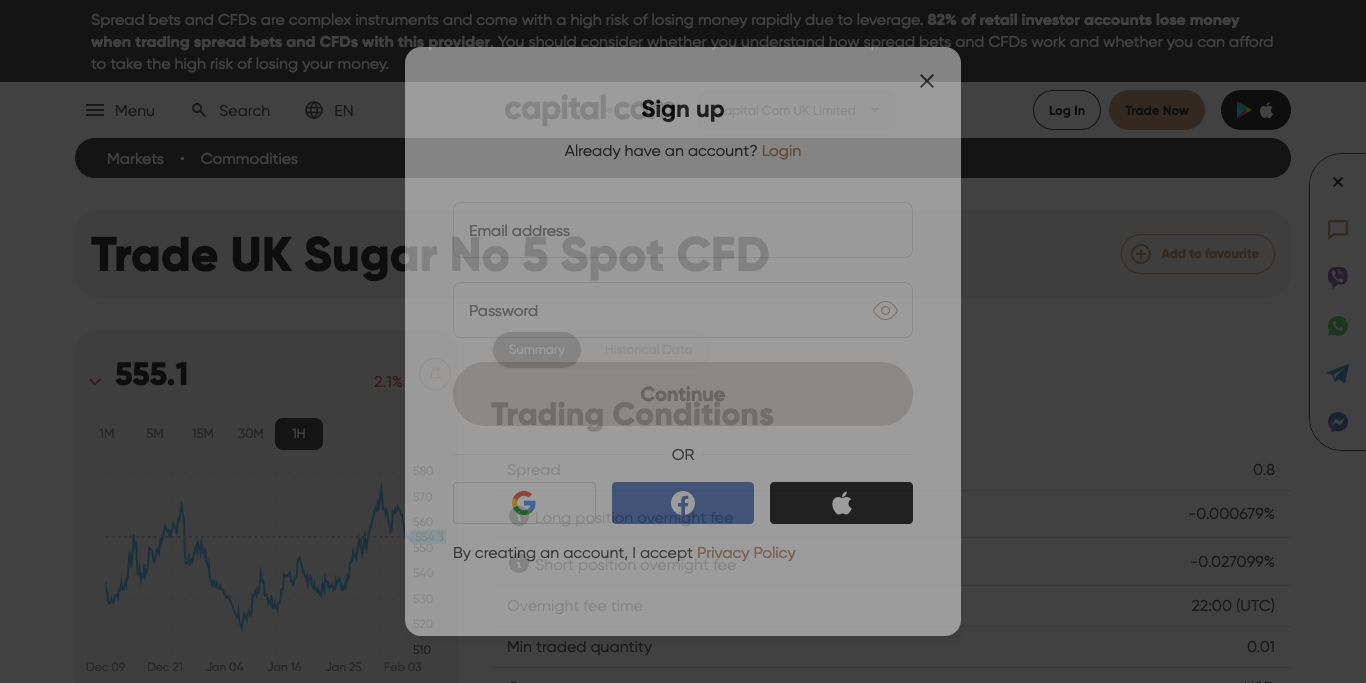 Spread bets and CFDs are complex instruments and come with a high risk of losing money rapidly due to leverage. 82% of retail investor accounts lose money
when trading spread bets and CFDs with this provider. You should consider whether you understand how spread bets and CFDs work and whether you can afford
to take the high risk of losing your money.
Menu
Search
EN
capital.com
Capital Com UK Limited
Log In
Trade Now
Markets • Commodities
Sign up
Already have an account? Login
Email address
Password
Continue
OR
By creating an account, I accept Privacy Policy
Trade UK Sugar No 5 Spot CFD
Add to favourite
555.1
2.1%
1M
5M
15M
30M
1H
580
570
560
554.3
550
540
530
520
510
Dec 09
Dec 21
Jan 04
Jan 16
Jan 25
Feb 03
Summary
Historical Data
Trading Conditions
Spread 0.8
Long position overnight fee -0.000679%
Short position overnight fee -0.027099%
Overnight fee time 22:00 (UTC)
Min traded quantity 0.01